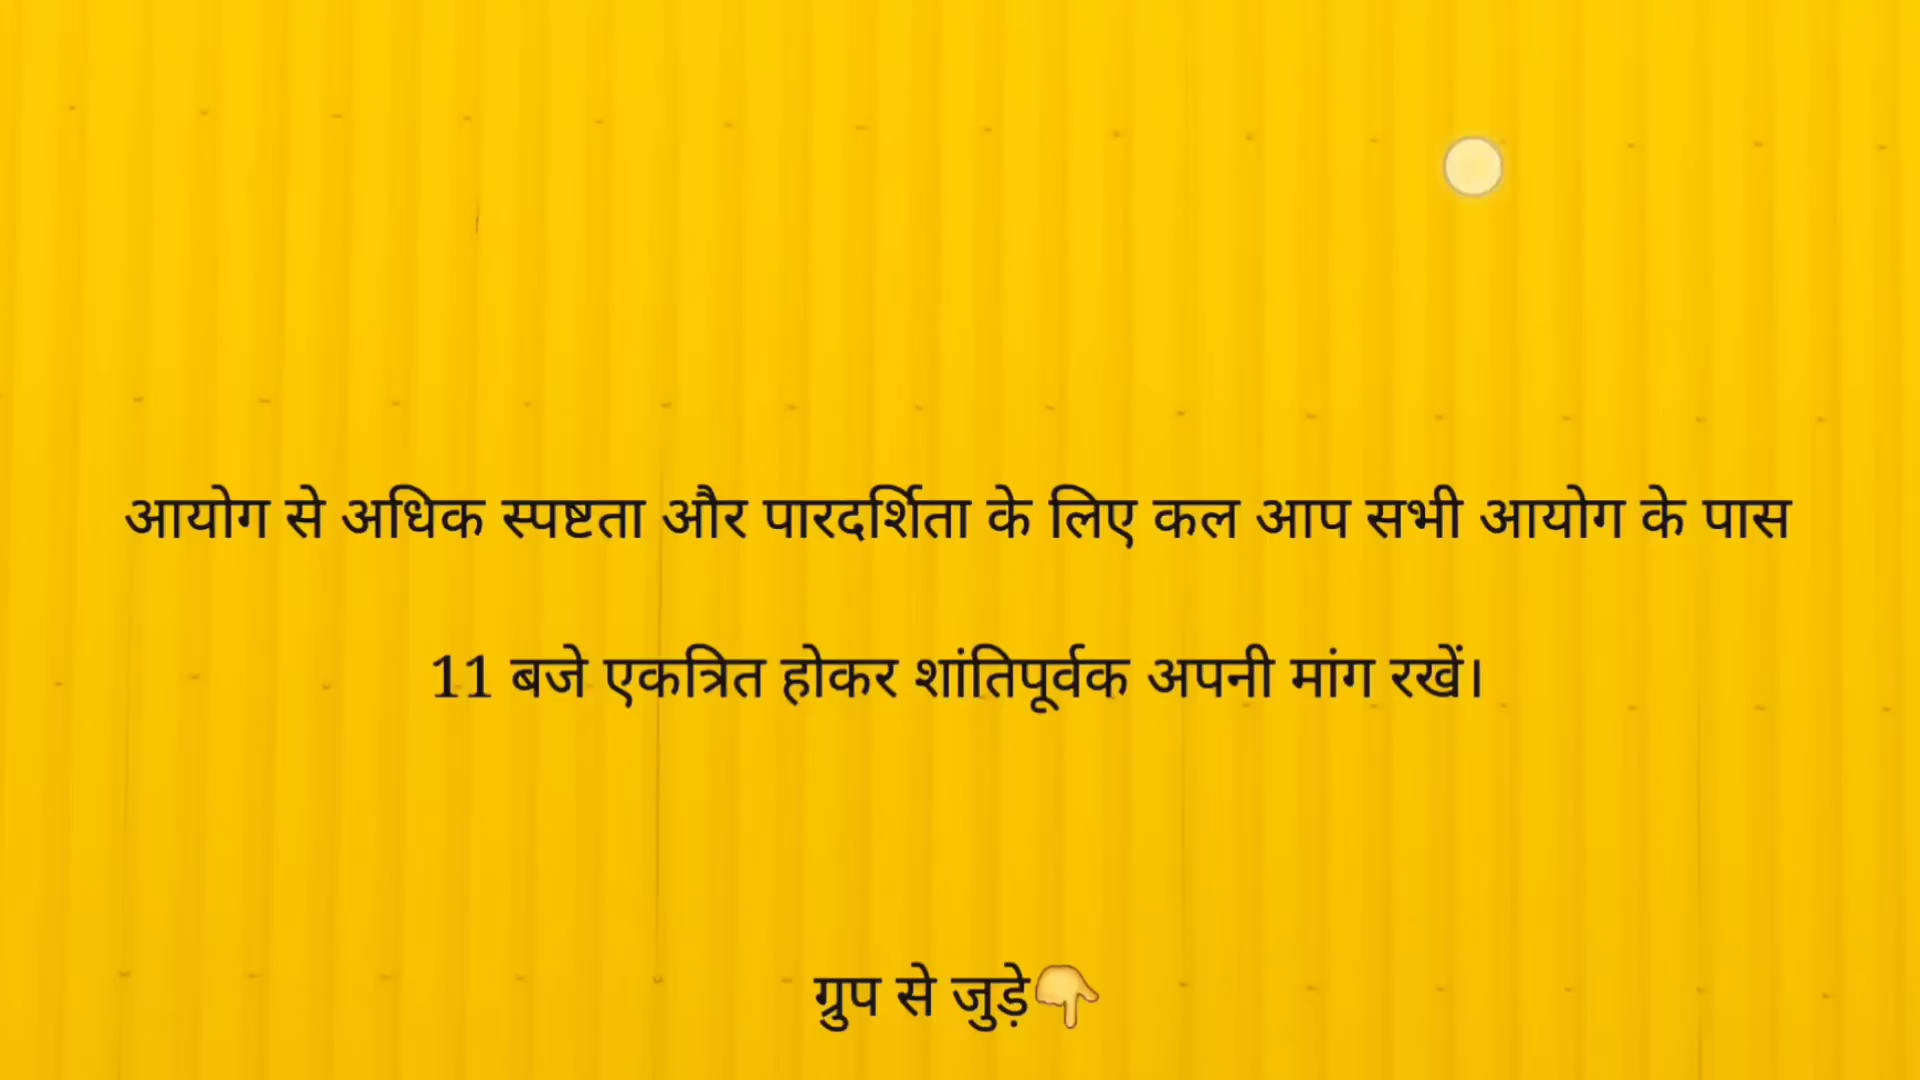 आयोग से अधिक स्पष्टता और पारदर्शिता के लिए कल आप सभी आयोग के पास
11 बजे एकत्रित होकर शांतिपूर्वक अपनी मांग रखें।
ग्रुप से जुड़े👇